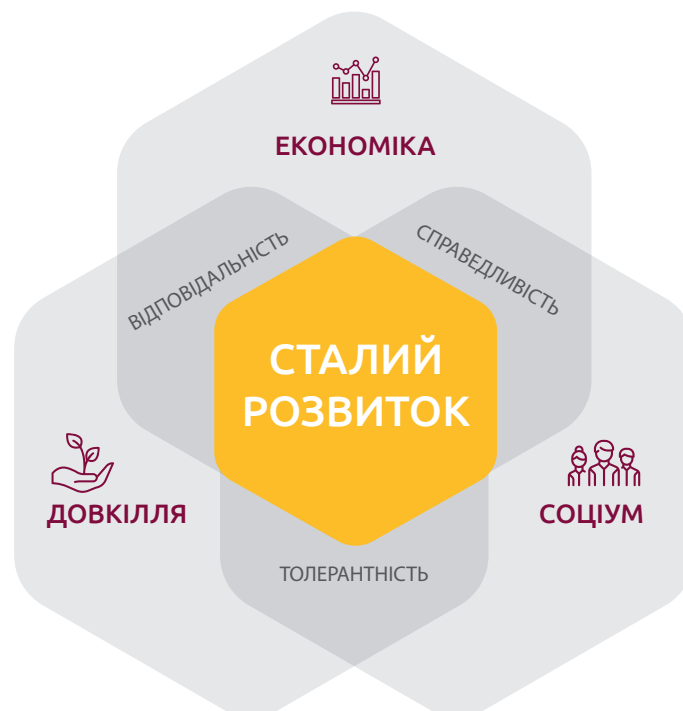 ЕКОНОМІКА
ВІДПОВІДАЛЬНІСТЬ
СПРАВЕДЛИВІСТЬ
СТАЛИЙ
РОЗВИТОК
ДОВКІЛЛЯ
СОЦІУМ
ТОЛЕРАНТНІСТЬ